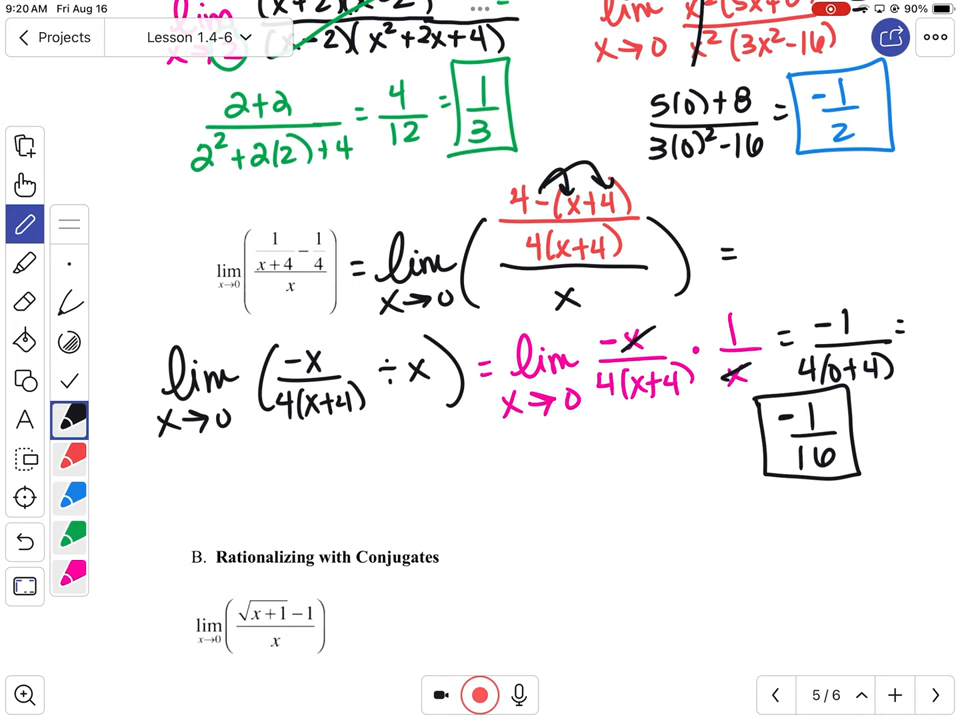 9:20 AM Fri Aug 16
90%
Projects
Lesson 1.4-6
(x+2)(x-2)
lim x→2 (x-2)(x²+2x+4)
lim x→0 x²(5x+8 / x²(3x²-16)
(2+2)/(2²+2(2)+4) = 4/12 = 1/3
(5(0)+8)/(3(0)²-16) = -1/2
lim x→0 ((1/(x+4) - 1/4)/x) = lim x→0 ( ((4-(x+4))/(4(x+4)))/x ) =
lim x→0 (-x/(4(x+4)) ÷ x) = lim x→0 -x/(4(x+4)) · 1/x = -1/(4(0+4)) =
-1/16
B. Rationalizing with Conjugates
lim x→0 ((√(x+1) - 1)/x)
A
5 / 6